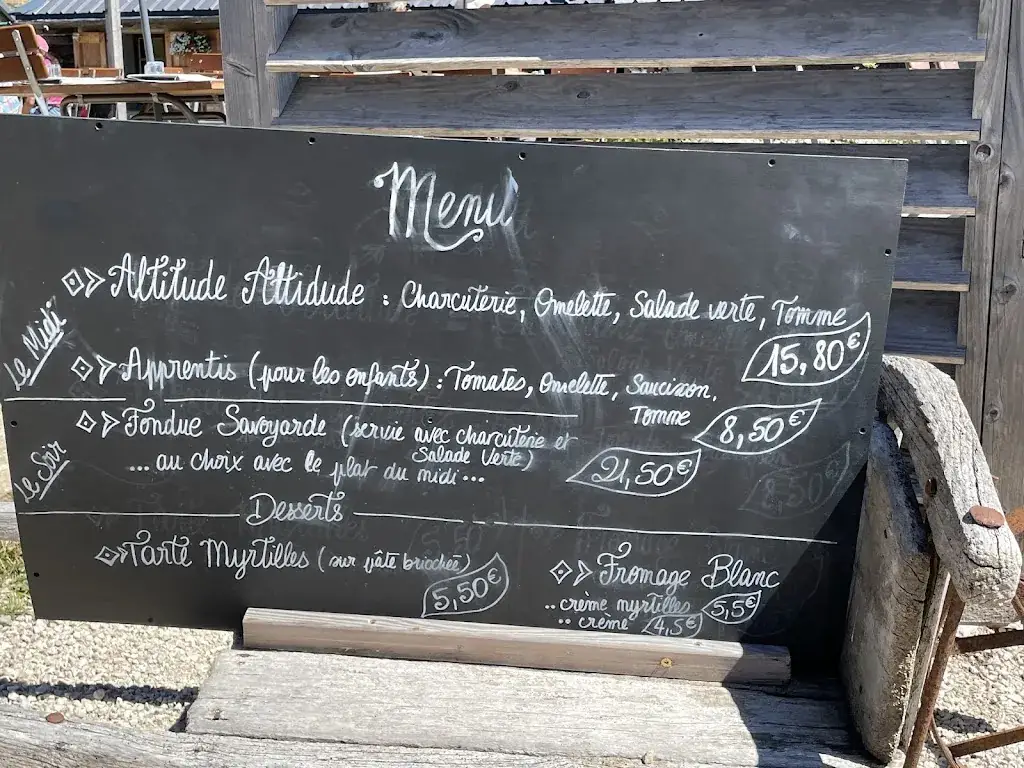 Menu
Le Midi
Altitude Attidude : Charcuterie, Omelette, Salade verte, Tomme
15,80€
Apprentis (pour les enfants) : Tomates, Omelette, Saucisson,
Tomme
8,50€
Le Soir
Fondue Savoyarde (servie avec charcuterie et
Salade Verte)
... au choix avec le plat du midi...
21,50€
Desserts
Tarte Myrtilles (sur pâte briochée)
5,50€
Fromage Blanc
.. crème myrtilles 5,5€
.. crème 4,5€